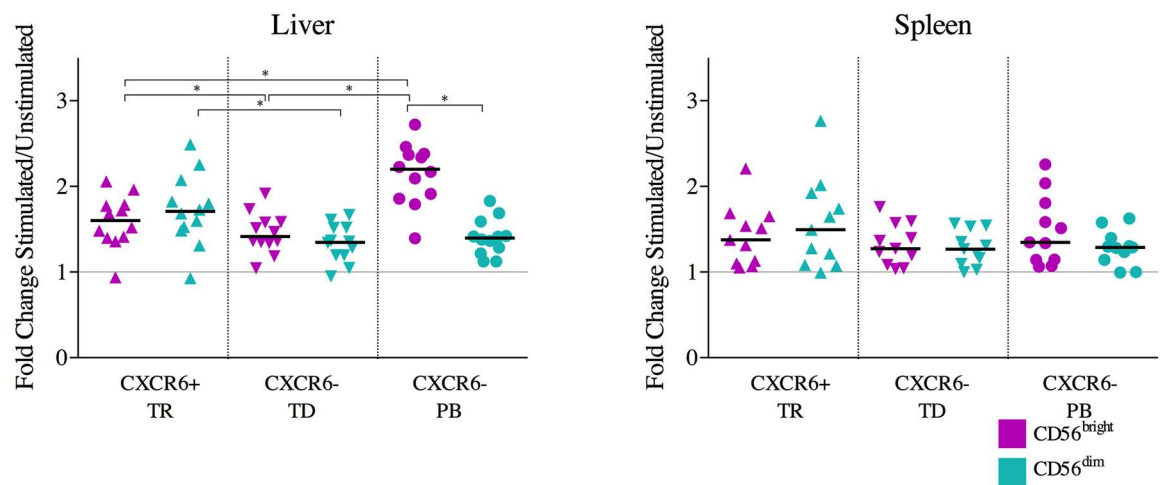 Liver
Fold Change Stimulated/Unstimulated
3
2
1
0
*
*
*
*
*
CXCR6+
TR
CXCR6-
TD
CXCR6-
PB
Spleen
Fold Change Stimulated/Unstimulated
3
2
1
0
CXCR6+
TR
CXCR6-
TD
CXCR6-
PB
CD56bright
CD56dim